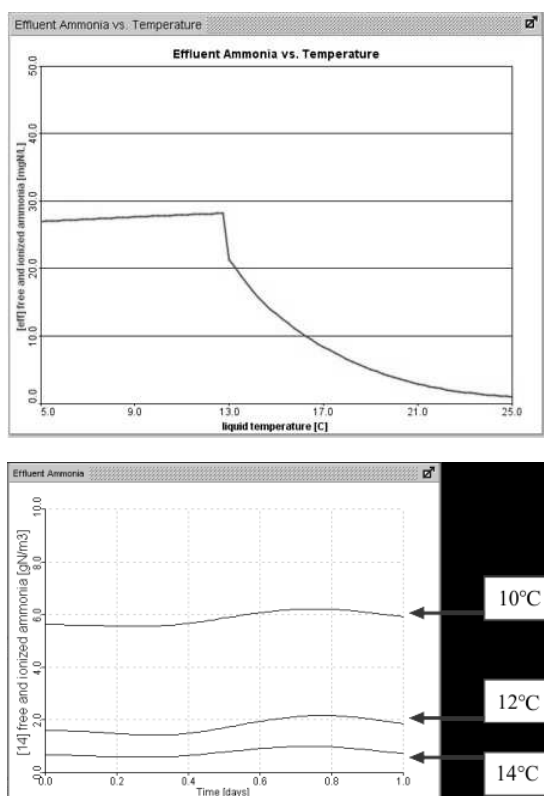 Effluent Ammonia vs. Temperature
Effluent Ammonia vs. Temperature
[eff] free and ionized ammonia [mgN/L]
50.0
40.0
30.0
20.0
10.0
0.0
5.0 9.0 13.0 17.0 21.0 25.0
liquid temperature [C]
Effluent Ammonia
[14] free and ionized ammonia [gN/m3]
10.0
8.0
6.0
4.0
2.0
0.0
10°C
12°C
14°C
0.0 0.2 0.4 0.6 0.8 1.0
Time [days]